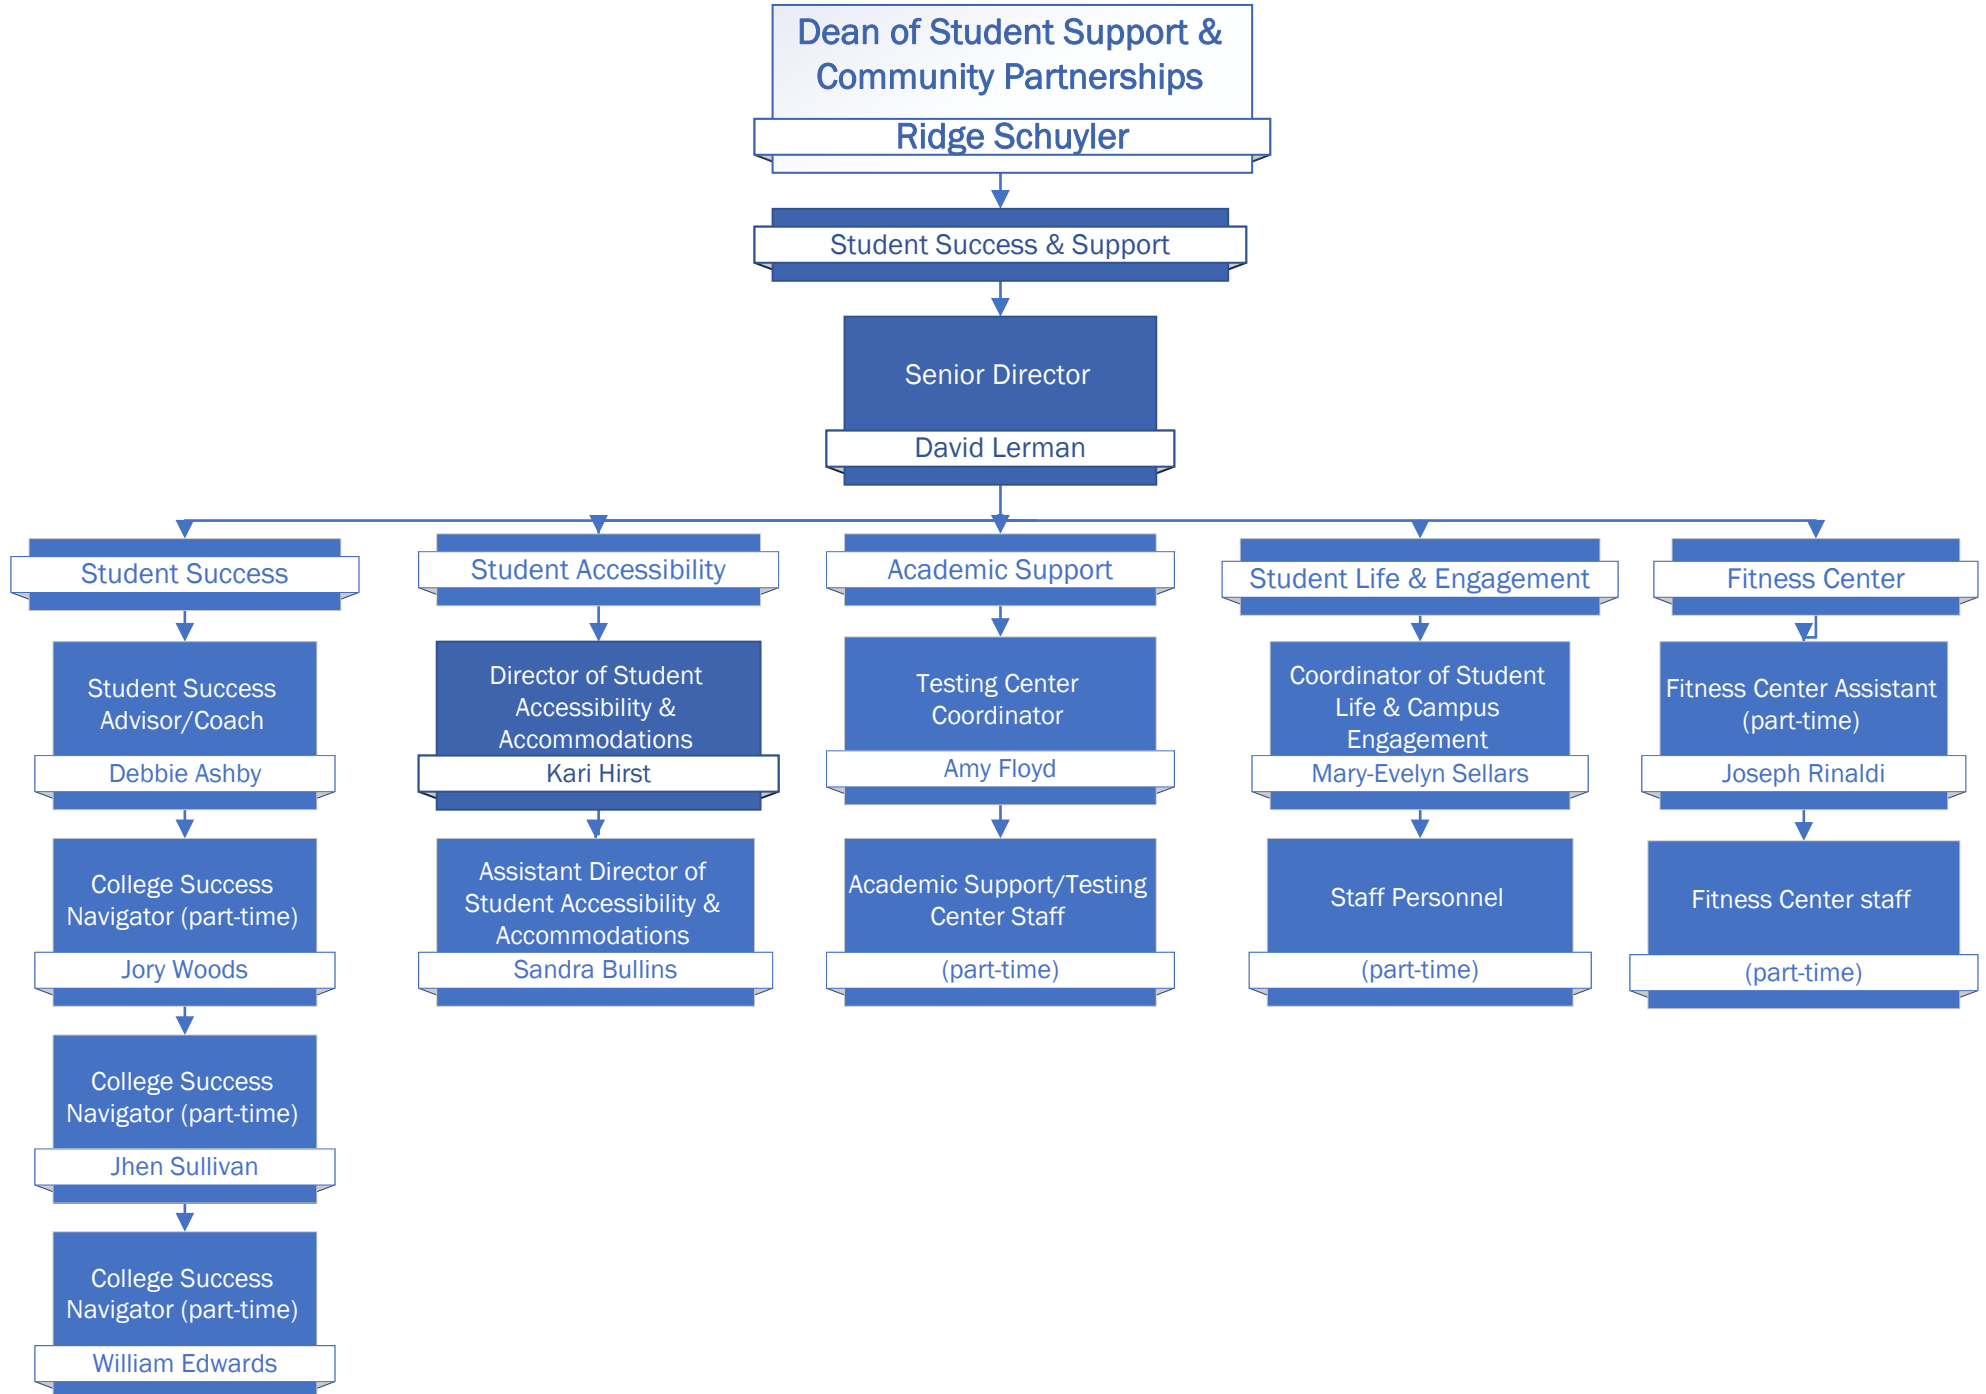 Dean of Student Support &
Community Partnerships
Ridge Schuyler
Student Success & Support
Senior Director
David Lerman
Student Success
Student Success
Advisor/Coach
Debbie Ashby
College Success
Navigator (part-time)
Jory Woods
College Success
Navigator (part-time)
Jhen Sullivan
College Success
Navigator (part-time)
William Edwards
Student Accessibility
Director of Student
Accessibility &
Accommodations
Kari Hirst
Assistant Director of
Student Accessibility &
Accommodations
Sandra Bullins
Academic Support
Testing Center
Coordinator
Amy Floyd
Academic Support/Testing
Center Staff
(part-time)
Student Life & Engagement
Coordinator of Student
Life & Campus
Engagement
Mary-Evelyn Sellars
Staff Personnel
(part-time)
Fitness Center
Fitness Center Assistant
(part-time)
Joseph Rinaldi
Fitness Center staff
(part-time)